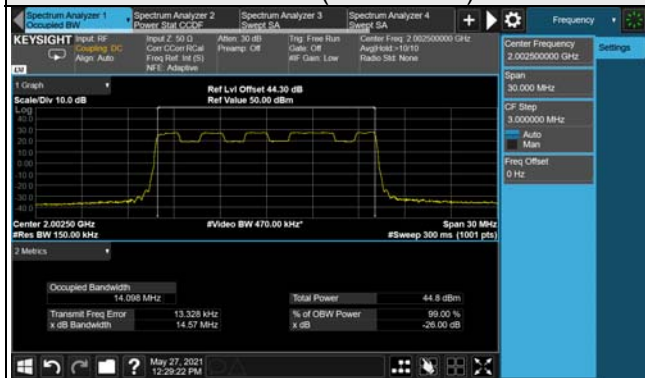 Spectrum Analyzer 1
Occupied BW
Spectrum Analyzer 2
Power Stat CCDF
Spectrum Analyzer 3
Swept SA
Spectrum Analyzer 4
Swept SA
Frequency
KEYSIGHT
Input: RF
Coupling: DC
Align: Auto
Input Z: 50 Ω
Corr CCorr RCal
Freq Ref: Int (S)
NFE: Adaptive
Atten: 30 dB
Preamp: Off
Trig: Free Run
Gate: Off
#IF Gain: Low
Center Freq: 2.002500000 GHz
Avg|Hold:>10/10
Radio Std: None
Center Frequency
2.002500000 GHz
Settings
Span
30.000 MHz
CF Step
3.000000 MHz
Auto
Man
Freq Offset
0 Hz
LXI
1 Graph
Scale/Div 10.0 dB
Ref Lvl Offset 44.30 dB
Ref Value 50.00 dBm
Log
40.0
30.0
20.0
10.0
0.00
-10.0
-20.0
-30.0
-40.0
Center 2.00250 GHz
#Res BW 150.00 kHz
#Video BW 470.00 kHz*
Span 30 MHz
#Sweep 300 ms (1001 pts)
2 Metrics
Occupied Bandwidth
14.098 MHz
Total Power 44.8 dBm
Transmit Freq Error 13.328 kHz
% of OBW Power 99.00 %
x dB Bandwidth 14.57 MHz
x dB -26.00 dB
May 27, 2021
12:29:22 PM